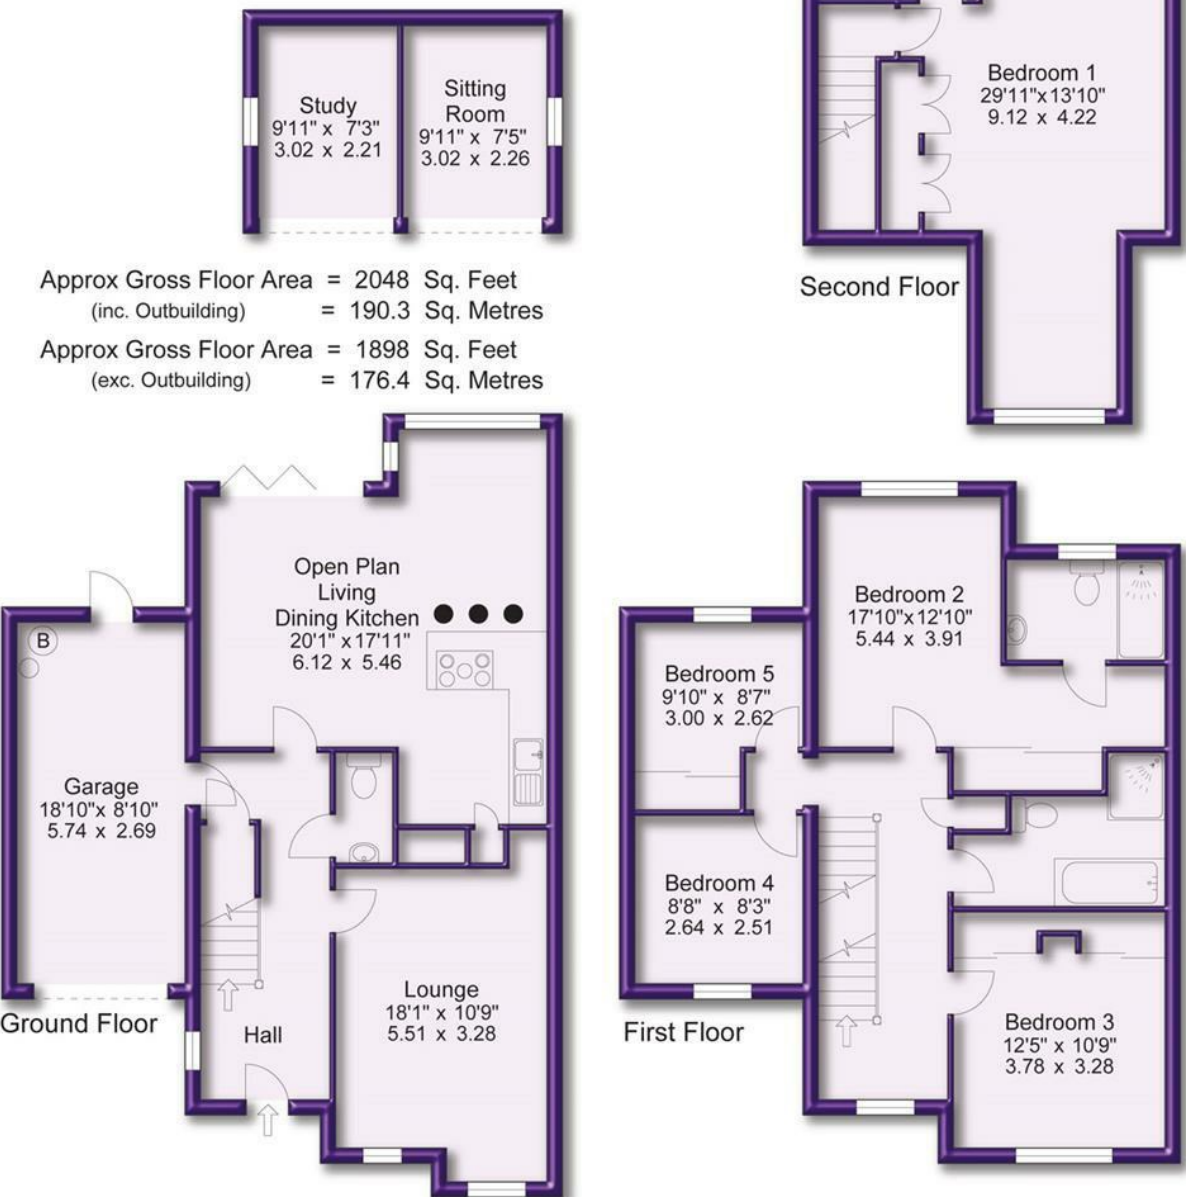 Study
9'11" x 7'3"
3.02 x 2.21
Sitting
Room
9'11" x 7'5"
3.02 x 2.26
Bedroom 1
29'11"x13'10"
9.12 x 4.22
Second Floor
Approx Gross Floor Area = 2048 Sq. Feet
(inc. Outbuilding) = 190.3 Sq. Metres
Approx Gross Floor Area = 1898 Sq. Feet
(exc. Outbuilding) = 176.4 Sq. Metres
Open Plan
Living
Dining Kitchen
20'1" x17'11"
6.12 x 5.46
B
Garage
18'10"x 8'10"
5.74 x 2.69
Lounge
18'1" x 10'9"
5.51 x 3.28
Hall
Ground Floor
Bedroom 2
17'10"x12'10"
5.44 x 3.91
Bedroom 5
9'10" x 8'7"
3.00 x 2.62
Bedroom 4
8'8" x 8'3"
2.64 x 2.51
Bedroom 3
12'5" x 10'9"
3.78 x 3.28
First Floor